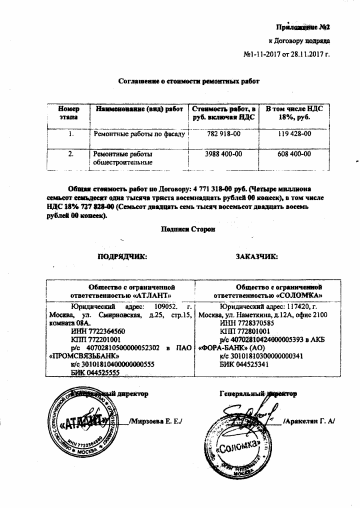 Приложение №2
к Договору подряда
№1-11-2017 от 28.11.2017 г.
Соглашение о стоимости ремонтных работ
Номер этапа | Наименование (вид) работ | Стоимость работ, в руб. включая НДС | В том числе НДС 18%, руб.
1. | Ремонтные работы по фасаду | 782 918-00 | 119 428-00
2. | Ремонтные работы общестроительные | 3988 400-00 | 608 400-00
Общая стоимость работ по Договору: 4 771 318-00 руб. (Четыре миллиона
семьсот семьдесят одна тысяча триста восемнадцать рублей 00 копеек), в том числе
НДС 18% 727 828-00 (Семьсот двадцать семь тысяч восемьсот двадцать восемь
рублей 00 копеек).
Подписи Сторон
ПОДРЯДЧИК: ЗАКАЗЧИК:
Общество с ограниченной
ответственностью «АТЛАНТ»
Юридический адрес: 109052, г.
Москва, ул. Смирновская, д.25, стр.15,
комната 08А.
ИНН 7722364560
КПП 772201001
р/с 40702810500000052302 в ПАО
«ПРОМСВЯЗЬБАНК»
к/с 30101810400000000555
БИК 044525555
Общество с ограниченной
ответственностью «СОЛОМКА»
Юридический адрес: 117420, г.
Москва, ул. Наметкина, д.12А, офис 2100
ИНН 7728370585
КПП 772801001
р/с 40702810424000005393 в АКБ
«ФОРА-БАНК» (АО)
к/с 30101810300000000341
БИК 044525341
Генеральный директор
/Мирзоева Е. Е./
«АТЛАНТ»
МОСКВА
Генеральный директор
/Аракелян Г. А/
«СОЛОМКА»